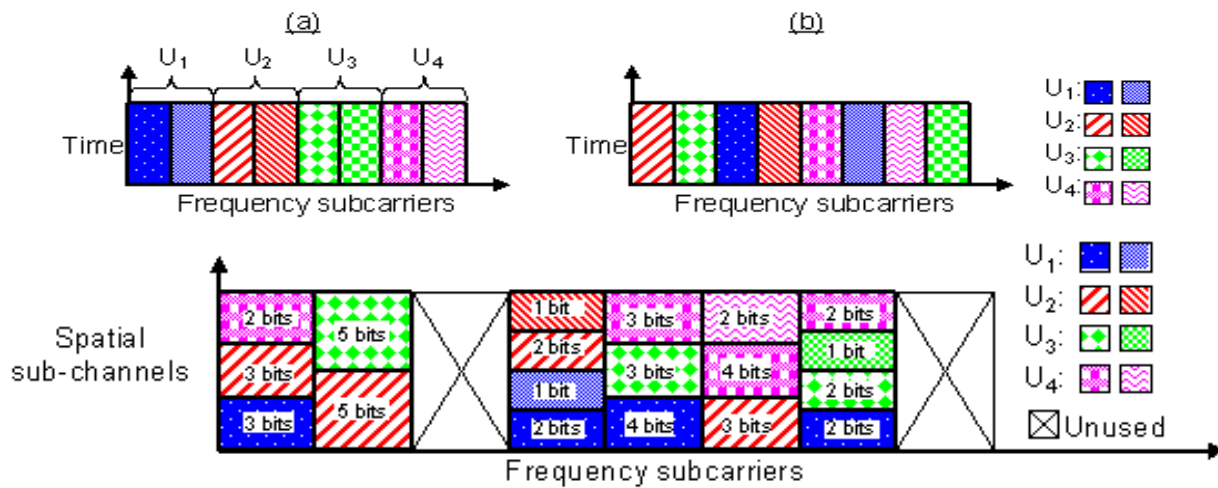 (a)
(b)
U1 U2 U3 U4
Time
Frequency subcarriers
Time
Frequency subcarriers
U1:
U2:
U3:
U4:
Spatial
sub-channels
2 bits
3 bits
3 bits
5 bits
5 bits
1 bit
2 bits
1 bit
2 bits
3 bits
3 bits
4 bits
2 bits
4 bits
3 bits
2 bits
1 bit
2 bits
2 bits
Frequency subcarriers
U1:
U2:
U3:
U4:
Unused